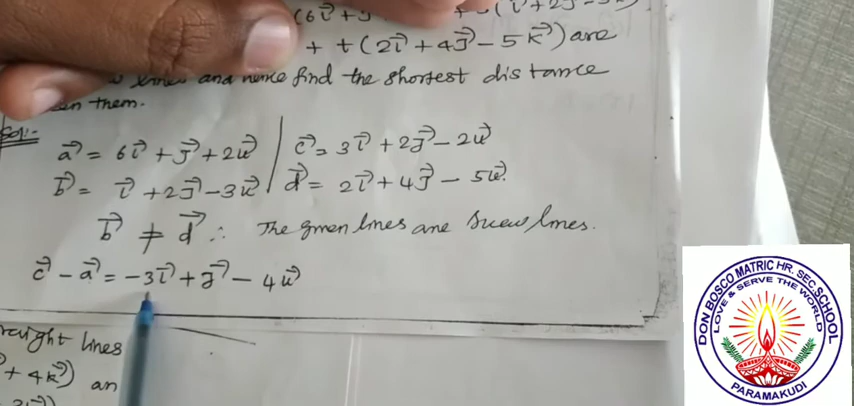 (6i⃗ + j⃗
+ t(2i⃗ + 4j⃗ - 5k⃗) are
lines and hence find the shortest distance
them.
Sol:-
a⃗ = 6i⃗ + j⃗ + 2k⃗ | c⃗ = 3i⃗ + 2j⃗ - 2k⃗
b⃗ = i⃗ + 2j⃗ - 3k⃗ | d⃗ = 2i⃗ + 4j⃗ - 5k⃗.
b⃗ ≠ d⃗ ∴ The given lines are skew lines.
c⃗ - a⃗ = -3i⃗ + j⃗ - 4k⃗
lines
+ 4k⃗) an
DON BOSCO MATRIC HR. SEC. SCHOOL
LOVE & SERVE THE WORLD
PARAMAKUDI